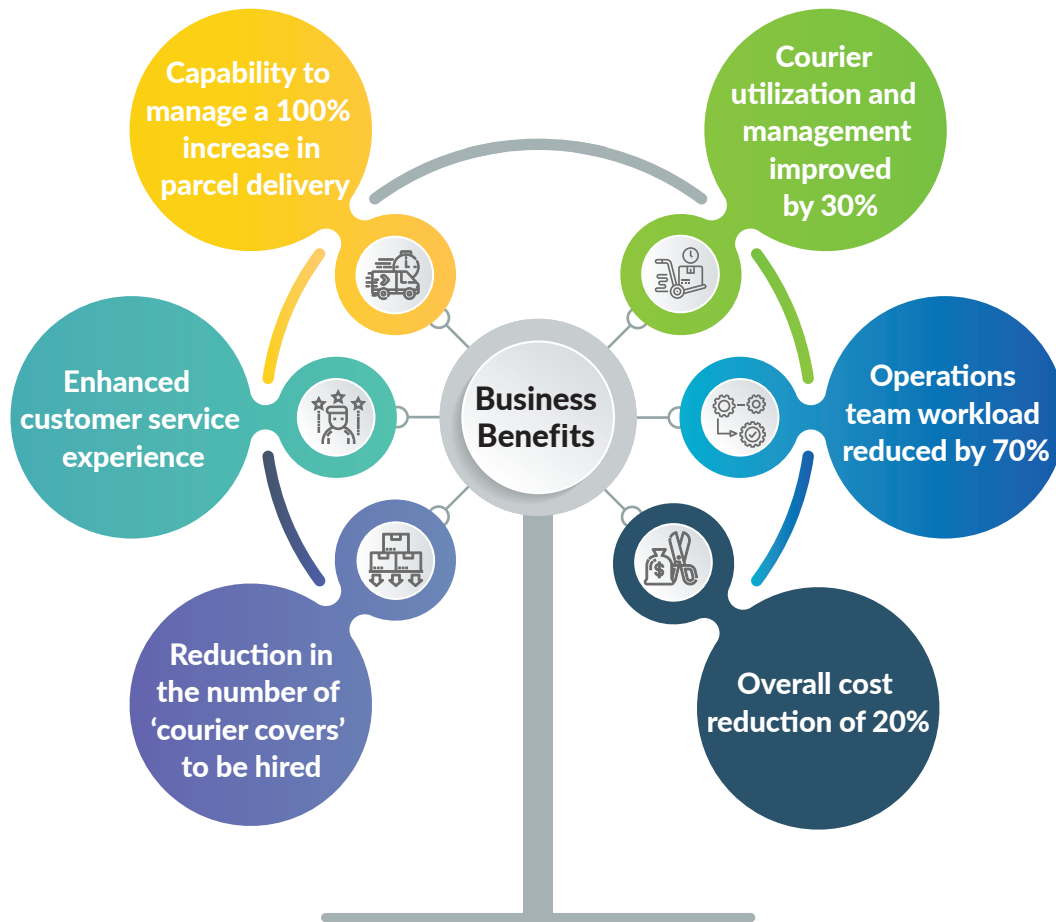 Capability to
manage a 100%
increase in
parcel delivery
Courier
utilization and
management
improved
by 30%
Enhanced
customer service
experience
Business
Benefits
Operations
team workload
reduced by 70%
Reduction in
the number of
‘courier covers’
to be hired
$
Overall cost
reduction of 20%